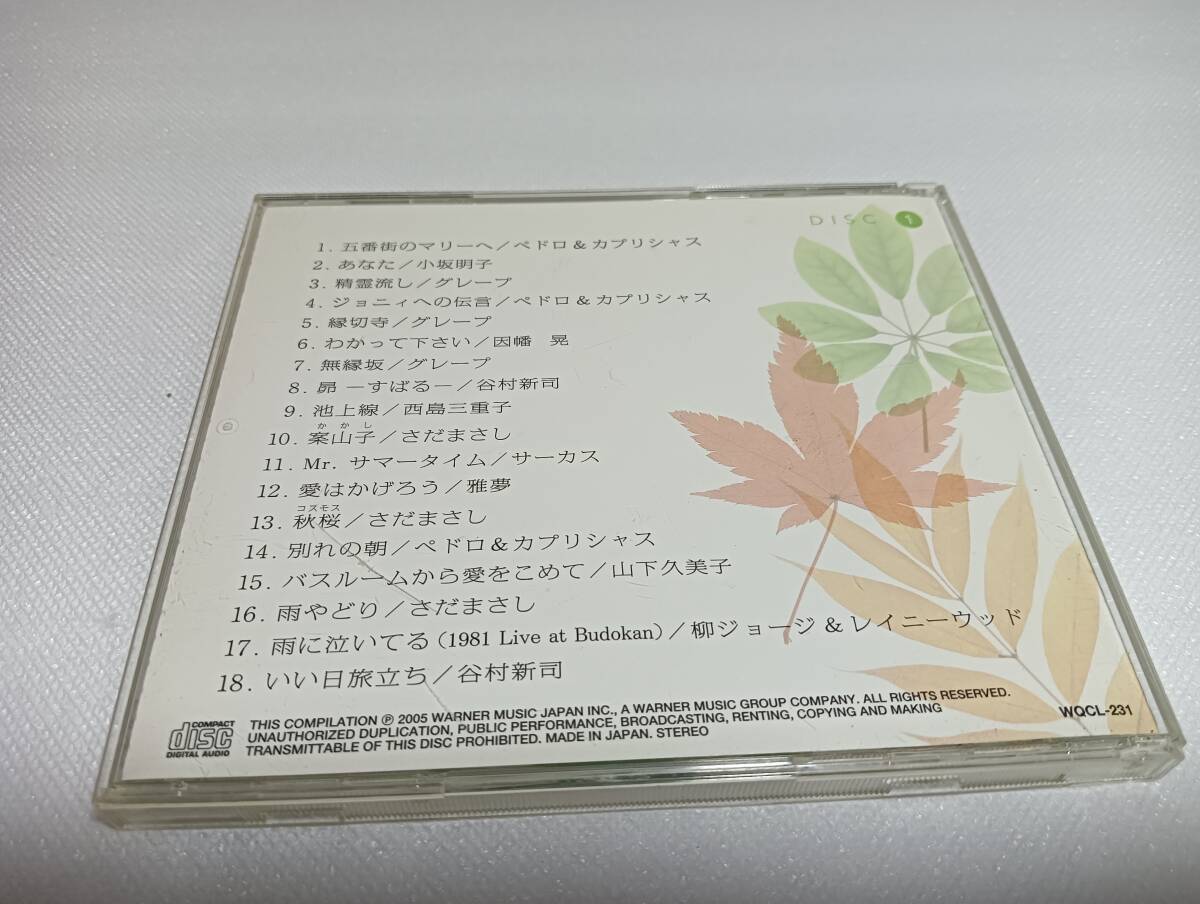 DISC 1
1. 五番街のマリーへ／ペドロ＆カプリシャス
2. あなた／小坂明子
3. 精霊流し／グレープ
4. ジョニィへの伝言／ペドロ＆カプリシャス
5. 縁切寺／グレープ
6. わかって下さい／因幡　晃
7. 無縁坂／グレープ
8. 昴 －すばる－／谷村新司
9. 池上線／西島三重子
かかし
10. 案山子／さだまさし
11. Mr. サマータイム／サーカス
12. 愛はかげろう／雅夢
コスモス
13. 秋桜／さだまさし
14. 別れの朝／ペドロ＆カプリシャス
15. バスルームから愛をこめて／山下久美子
16. 雨やどり／さだまさし
17. 雨に泣いてる（1981 Live at Budokan）／柳ジョージ＆レイニーウッド
18. いい日旅立ち／谷村新司
COMPACT
disc
DIGITAL AUDIO
THIS COMPILATION ℗ 2005 WARNER MUSIC JAPAN INC., A WARNER MUSIC GROUP COMPANY. ALL RIGHTS RESERVED.
UNAUTHORIZED DUPLICATION, PUBLIC PERFORMANCE, BROADCASTING, RENTING, COPYING AND MAKING
TRANSMITTABLE OF THIS DISC PROHIBITED. MADE IN JAPAN. STEREO
WQCL-231